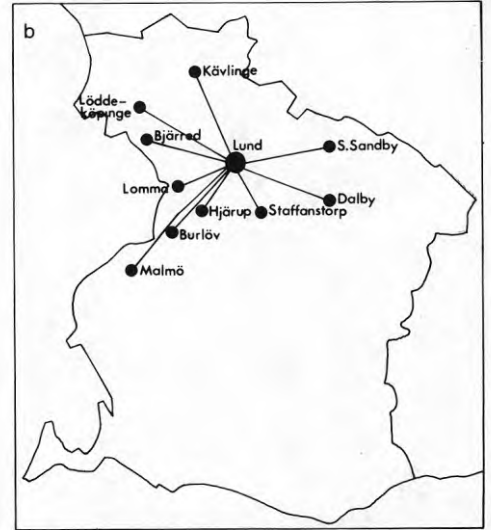 b
Kävlinge
Lödde-
köpinge
Bjärred
Lund
S.Sandby
Lomma
Dalby
Hjärup
Staffanstorp
Burlöv
Malmö